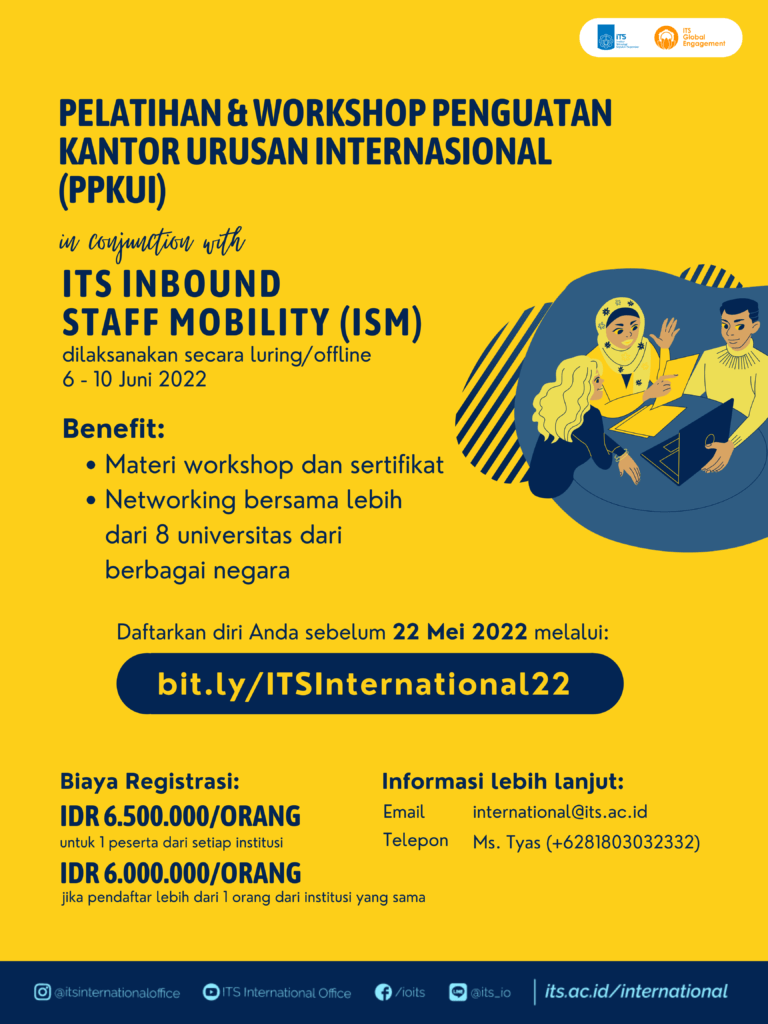 ITS
ITS
Global
Engagement
PELATIHAN & WORKSHOP PENGUATAN
KANTOR URUSAN INTERNASIONAL
(PPKUI)
in conjunction with
ITS INBOUND
STAFF MOBILITY (ISM)
dilaksanakan secara luring/offline
6 - 10 Juni 2022
Benefit:
• Materi workshop dan sertifikat
• Networking bersama lebih
dari 8 universitas dari
berbagai negara
Daftarkan diri Anda sebelum 22 Mei 2022 melalui:
bit.ly/ITSInternational22
Biaya Registrasi:
IDR 6.500.000/ORANG
untuk 1 peserta dari setiap institusi
IDR 6.000.000/ORANG
jika pendaftar lebih dari 1 orang dari institusi yang sama
Informasi lebih lanjut:
Email international@its.ac.id
Telepon Ms. Tyas (+6281803032332)
@itsinternationaloffice ITS International Office /ioits LINE @its_io its.ac.id/international